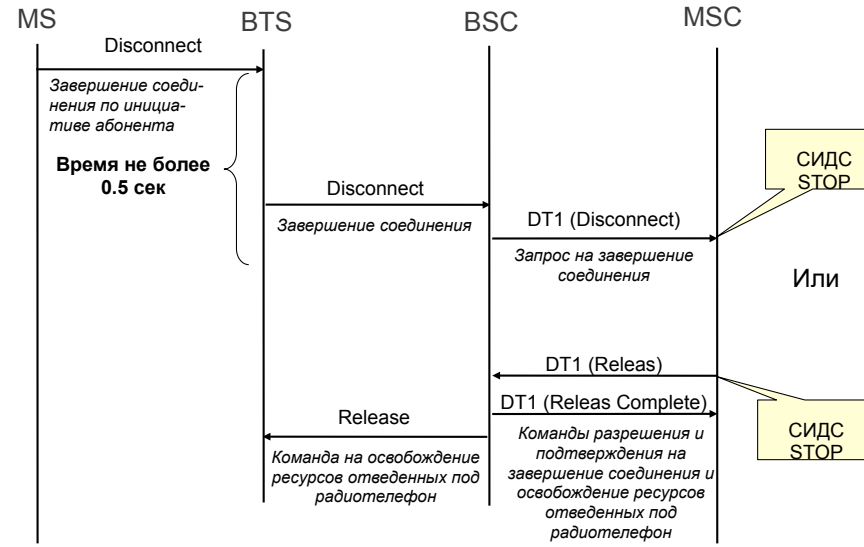 MS
BTS
BSC
MSC
Disconnect
Завершение соеди-
нения по инициа-
тиве абонента
Время не более
0.5 сек
Disconnect
Завершение соединения
DT1 (Disconnect)
Запрос на завершение
соединения
СИДС
STOP
Или
DT1 (Releas)
DT1 (Releas Complete)
Release
Команда на освобождение
ресурсов отведенных под
радиотелефон
Команды разрешения и
подтверждения на
завершение соединения и
освобождение ресурсов
отведенных под
радиотелефон
СИДС
STOP